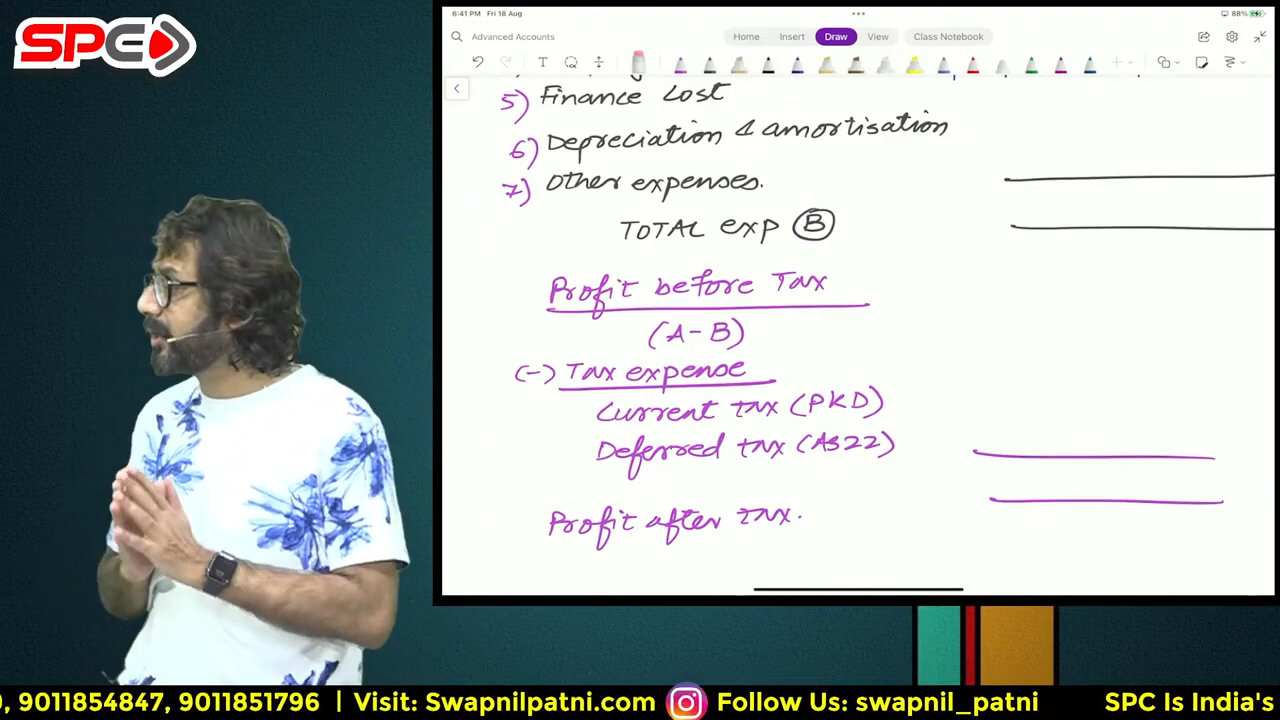 SPC
6:41 PM Fri 18 Aug
88%
Advanced Accounts
Home Insert Draw View Class Notebook
5) Finance Cost
6) Depreciation & amortisation
7) Other expenses.
TOTAL exp (B)
Profit before Tax
(A-B)
(-) Tax expense
Current tax (PKD)
Deferred tax (AS22)
Profit after tax.
, 9011854847, 9011851796 | Visit: Swapnilpatni.com Follow Us: swapnil_patni SPC Is India's